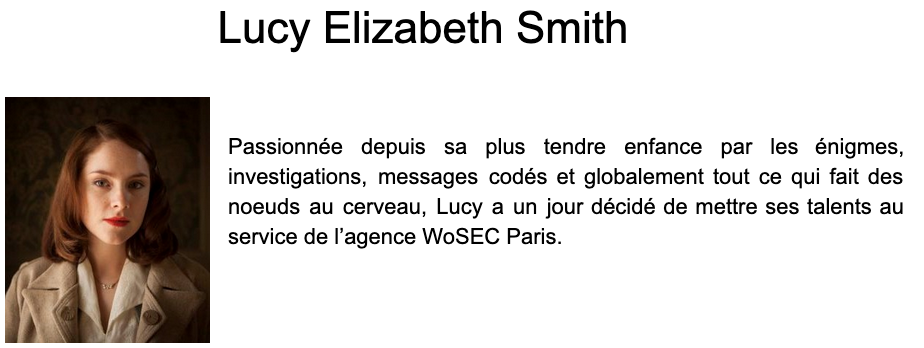 Lucy Elizabeth Smith
Passionnée depuis sa plus tendre enfance par les énigmes,
investigations, messages codés et globalement tout ce qui fait des
noeuds au cerveau, Lucy a un jour décidé de mettre ses talents au
service de l’agence WoSEC Paris.